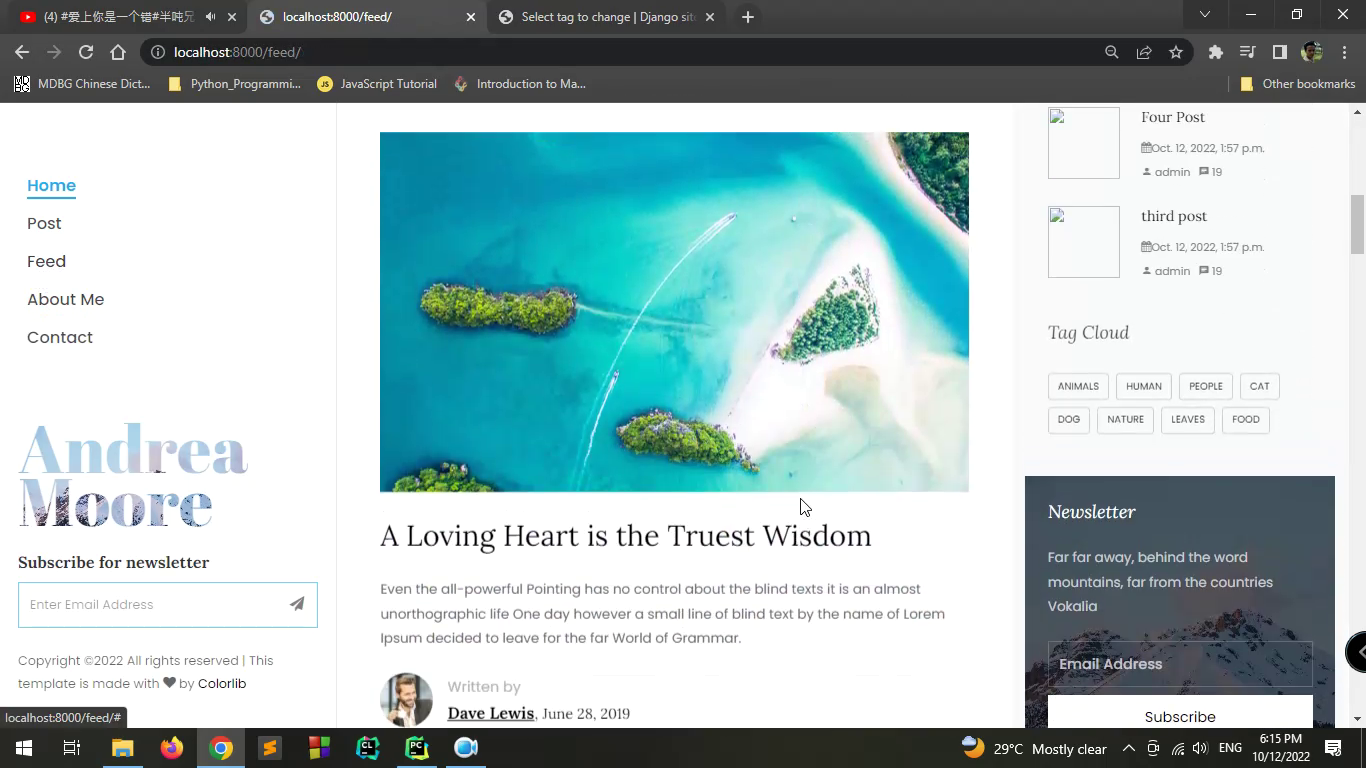 (4) #爱上你是一个错#半吨兄
localhost:8000/feed/
Select tag to change | Django sit
localhost:8000/feed/
MDBG Chinese Dict...
Python_Programmi...
JS
JavaScript Tutorial
Introduction to Ma...
Other bookmarks
Home
Post
Feed
About Me
Contact
Andrea
Moore
Subscribe for newsletter
Enter Email Address
Copyright ©2022 All rights reserved | This
template is made with ♥ by Colorlib
localhost:8000/feed/#
A Loving Heart is the Truest Wisdom
Even the all-powerful Pointing has no control about the blind texts it is an almost
unorthographic life One day however a small line of blind text by the name of Lorem
Ipsum decided to leave for the far World of Grammar.
Written by
Dave Lewis, June 28, 2019
Four Post
Oct. 12, 2022, 1:57 p.m.
admin 19
third post
Oct. 12, 2022, 1:57 p.m.
admin 19
Tag Cloud
ANIMALS HUMAN PEOPLE CAT
DOG NATURE LEAVES FOOD
Newsletter
Far far away, behind the word
mountains, far from the countries
Vokalia
Email Address
Subscribe
CL
PC
29°C Mostly clear
ENG
6:15 PM
10/12/2022